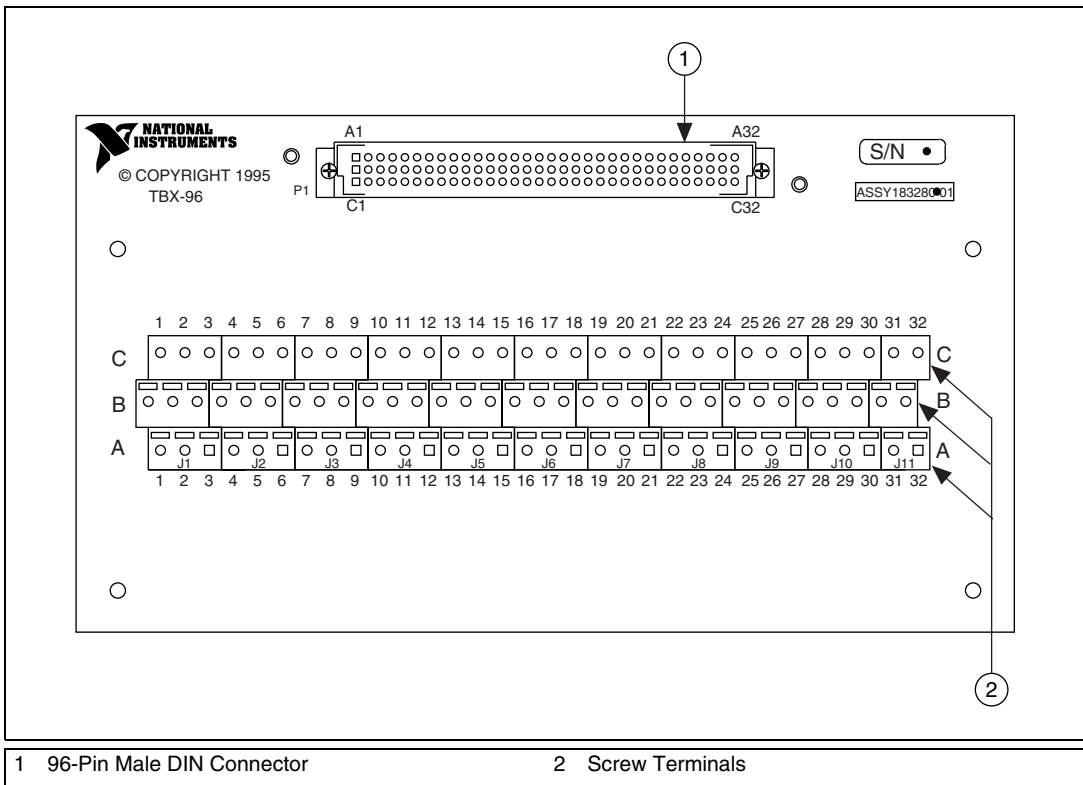 1
NATIONAL
INSTRUMENTS
© COPYRIGHT 1995
TBX-96
P1
A1 A32
C1 C32
S/N
ASSY183280-01
1 2 3 4 5 6 7 8 9 10 11 12 13 14 15 16 17 18 19 20 21 22 23 24 25 26 27 28 29 30 31 32
C C
B B
A A
J1 J2 J3 J4 J5 J6 J7 J8 J9 J10 J11
1 2 3 4 5 6 7 8 9 10 11 12 13 14 15 16 17 18 19 20 21 22 23 24 25 26 27 28 29 30 31 32
2
1 96-Pin Male DIN Connector 2 Screw Terminals